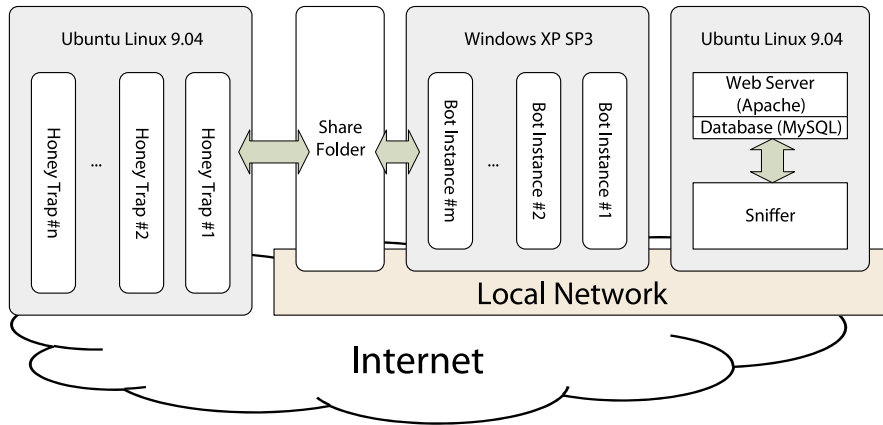 Ubuntu Linux 9.04
Honey Trap #n
...
Honey Trap #2
Honey Trap #1
Share
Folder
Windows XP SP3
Bot Instance #m
...
Bot Instance #2
Bot Instance #1
Ubuntu Linux 9.04
Web Server
(Apache)
Database (MySQL)
Sniffer
Local Network
Internet